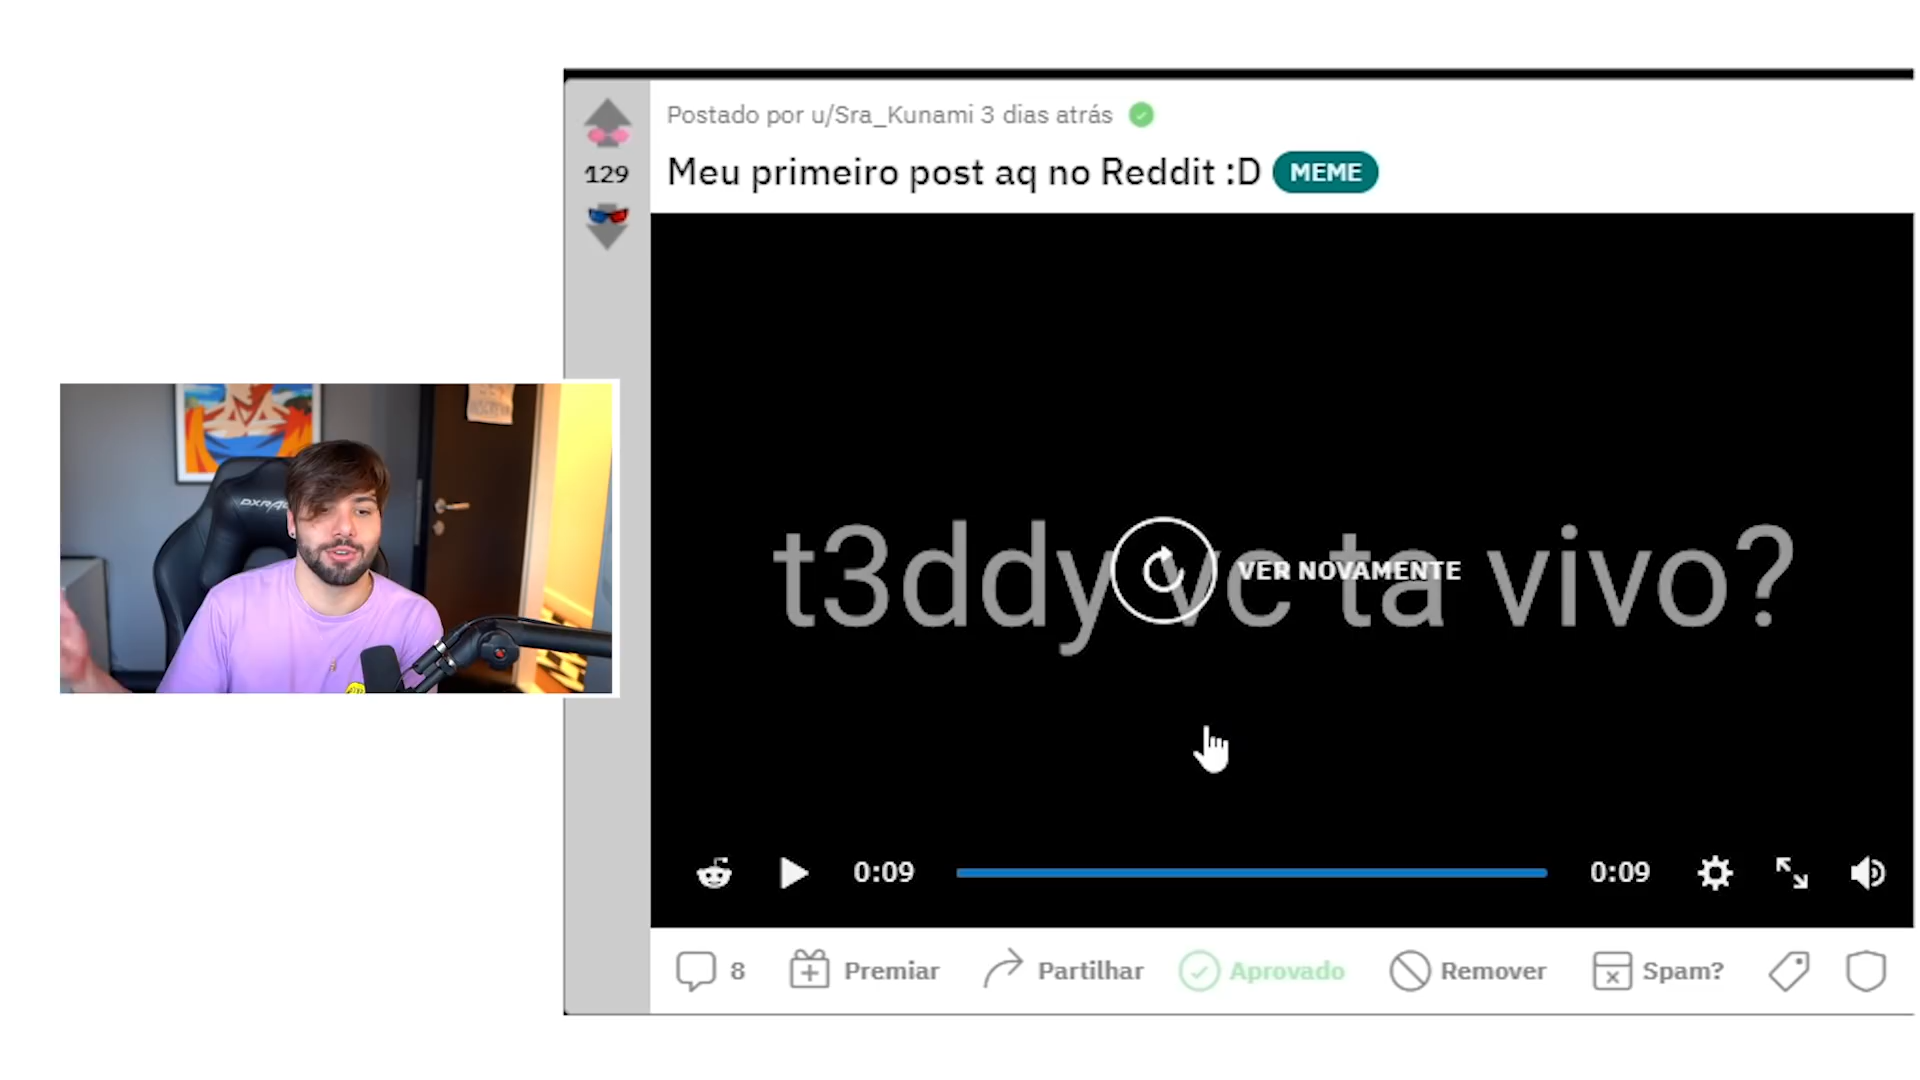 Postado por u/Sra_Kunami 3 dias atrás
129
Meu primeiro post aq no Reddit :D MEME
t3ddy vc ta vivo?
VER NOVAMENTE
0:09 0:09
8 Premiar Partilhar Aprovado Remover Spam?